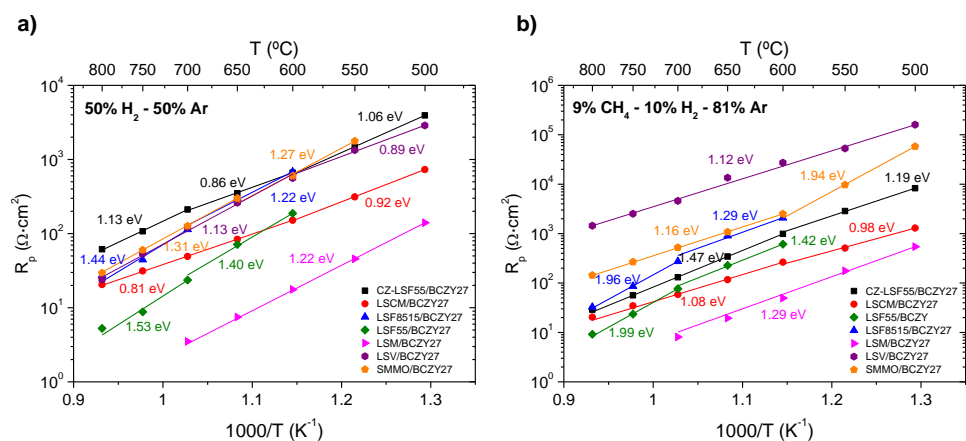 a)
T (ºC)
800 750 700 650 600 550 500
50% H2 - 50% Ar
1.06 eV
1.27 eV
0.86 eV
0.89 eV
1.13 eV
1.22 eV
0.92 eV
1.44 eV
1.13 eV
1.31 eV
1.22 eV
0.81 eV
1.40 eV
1.53 eV
CZ-LSF55/BCZY27
LSCM/BCZY27
LSF8515/BCZY27
LSF55/BCZY27
LSM/BCZY27
LSV/BCZY27
SMMO/BCZY27
10^4
10^3
10^2
10^1
10^0
Rp (Ω·cm2)
0.9 1 1.1 1.2 1.3
1000/T (K-1)
b)
T (ºC)
800 750 700 650 600 550 500
9% CH4 - 10% H2 - 81% Ar
1.12 eV
1.94 eV
1.19 eV
1.29 eV
1.16 eV
0.98 eV
1.42 eV
1.47 eV
1.96 eV
1.08 eV
1.29 eV
1.99 eV
CZ-LSF55/BCZY27
LSCM/BCZY27
LSF55/BCZY
LSF8515/BCZY27
LSM/BCZY27
LSV/BCZY27
SMMO/BCZY27
10^6
10^5
10^4
10^3
10^2
10^1
10^0
Rp (Ω·cm2)
0.9 1 1.1 1.2 1.3
1000/T (K-1)